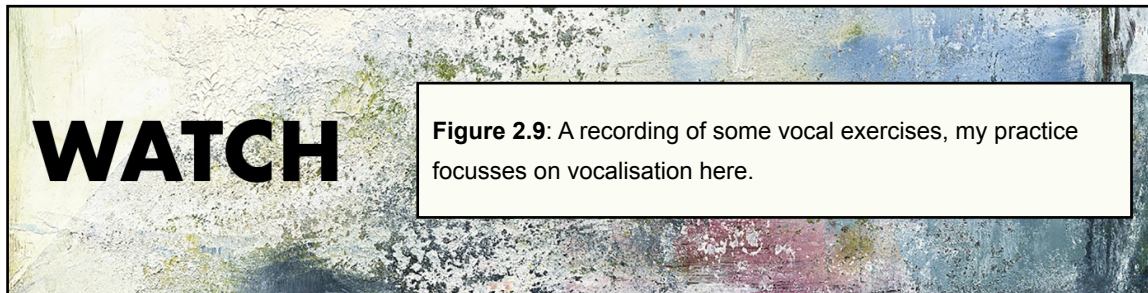 WATCH
Figure 2.9: A recording of some vocal exercises, my practice
focusses on vocalisation here.